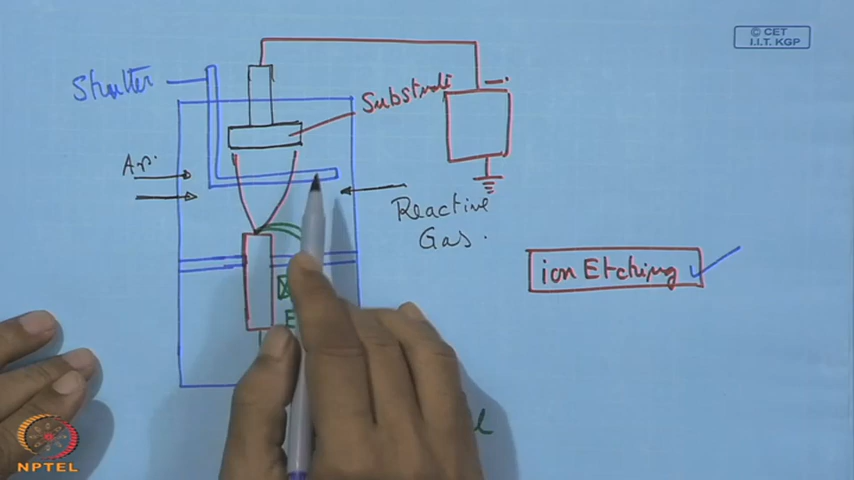 © CET
I.I.T. KGP
Shutter
Substrate
Ar.
Reactive
Gas.
ion Etching
E
l
NPTEL